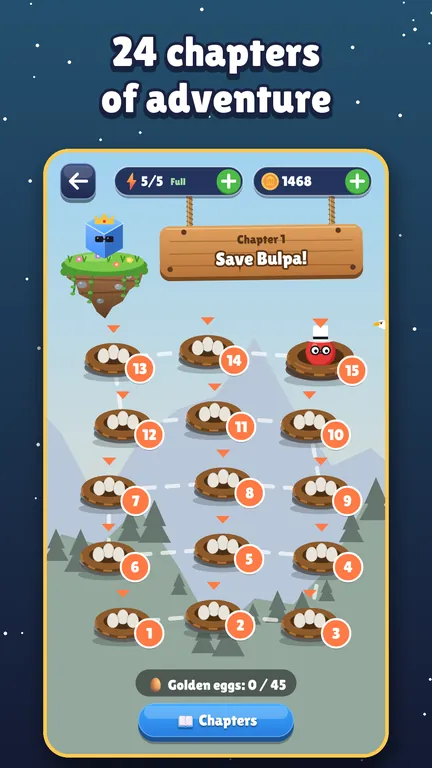 24 chapters
of adventure
5/5 Full
1468
Chapter 1
Save Bulpa!
13
14
15
12
11
10
7
8
9
6
5
4
1
2
3
Golden eggs: 0 / 45
Chapters